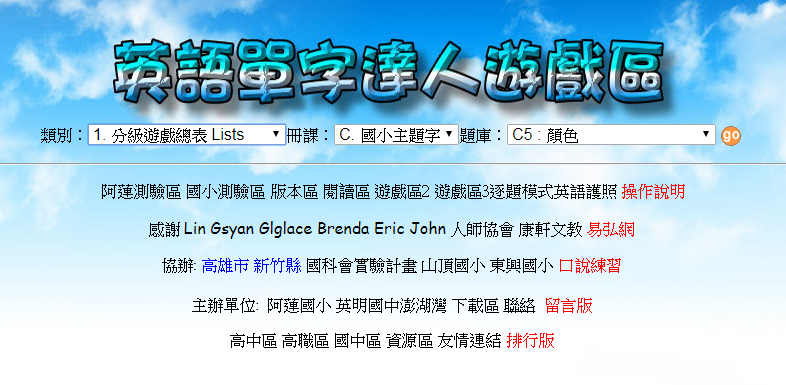 英語單字達人遊戲區
類別：1. 分級遊戲總表 Lists 冊課：C. 國小主題字 題庫：C5 : 顏色 go
阿蓮測驗區 國小測驗區 版本區 閱讀區 遊戲區2 遊戲區3逐題模式英語護照 操作說明
感謝 Lin Gsyan Glglace Brenda Eric John 人師協會 康軒文教 易弘網
協辦: 高雄市 新竹縣 國科會實驗計畫 山頂國小 東興國小 口說練習
主辦單位: 阿蓮國小 英明國中澎湖灣 下載區 聯絡 留言版
高中區 高職區 國中區 資源區 友情連結 排行版